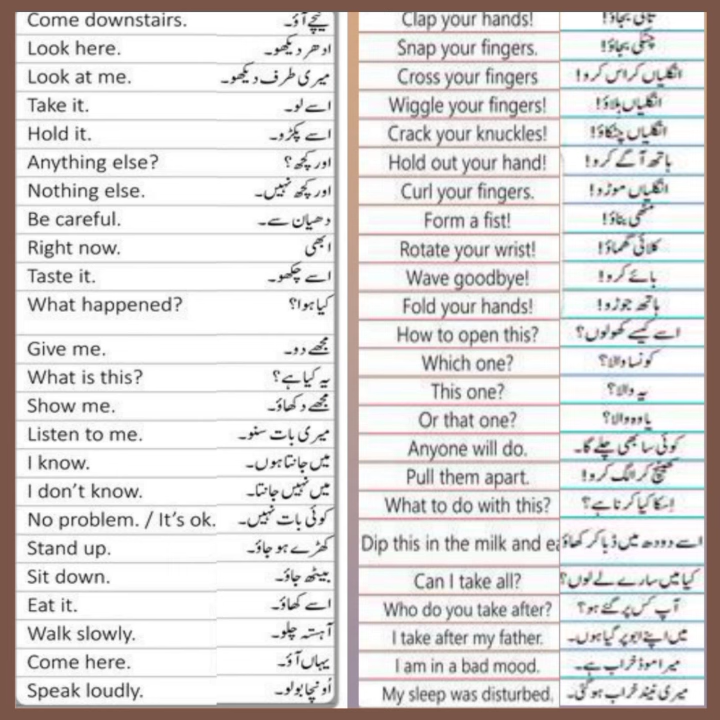 Come downstairs. نیچے آؤ۔
Look here. ادھر دیکھو۔
Look at me. میری طرف دیکھو۔
Take it. اسے لو۔
Hold it. اسے پکڑو۔
Anything else? اور کچھ؟
Nothing else. اور کچھ نہیں۔
Be careful. دھیان سے۔
Right now. ابھی
Taste it. اسے چکھو۔
What happened? کیا ہوا؟
Give me. مجھے دو۔
What is this? یہ کیا ہے؟
Show me. مجھے دکھاؤ۔
Listen to me. میری بات سنو۔
I know. میں جانتا ہوں۔
I don't know. میں نہیں جانتا۔
No problem. / It's ok. کوئی بات نہیں۔
Stand up. کھڑے ہو جاؤ۔
Sit down. بیٹھ جاؤ۔
Eat it. اسے کھاؤ۔
Walk slowly. آہستہ چلو۔
Come here. یہاں آؤ۔
Speak loudly. اُونچا بولو۔
Clap your hands! تالی بجاؤ!
Snap your fingers. چٹکی بجاؤ!
Cross your fingers انگلیاں کراس کرو!
Wiggle your fingers! انگلیاں ہلاؤ!
Crack your knuckles! انگلیاں چٹکاؤ!
Hold out your hand! ہاتھ آگے کرو!
Curl your fingers. انگلیاں موڑو!
Form a fist! مٹھی بناؤ!
Rotate your wrist! کلائی گھماؤ!
Wave goodbye! بائے کرو!
Fold your hands! ہاتھ جوڑو!
How to open this? اسے کیسے کھولوں؟
Which one? کونسا والا؟
This one? یہ والا؟
Or that one? یا وہ والا؟
Anyone will do. کوئی سا بھی چلے گا۔
Pull them apart. کھینچ کر الگ کرو!
What to do with this? اسکا کیا کرنا ہے؟
Dip this in the milk and ea اسے دودھ میں ڈبا کر کھاؤ
Can I take all? کیا میں سارے لے لوں؟
Who do you take after? آپ کس پر گئے ہو؟
I take after my father. میں اپنے ابو پر گیا ہوں۔
I am in a bad mood. میرا موڈ خراب ہے۔
My sleep was disturbed. میری نیند خراب ہو گئی۔